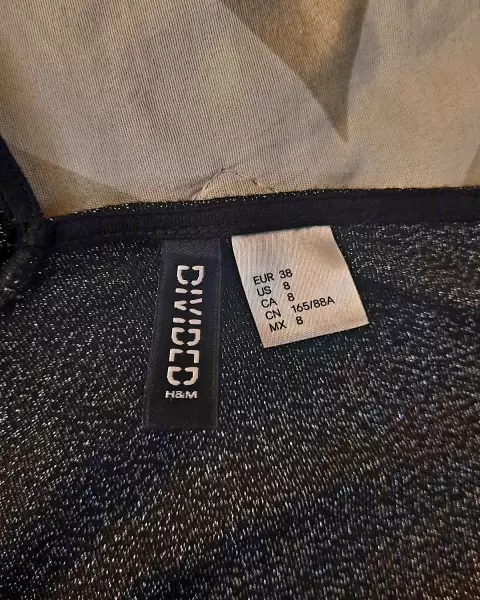 DIVIDED
H&M
EUR 38
US 8
CA 8
CN 165/88A
MX 8